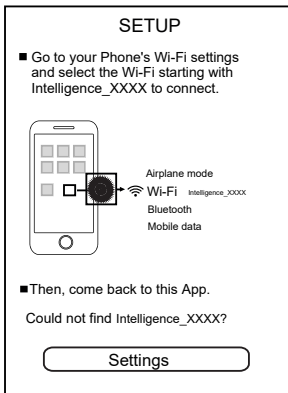 SETUP
■ Go to your Phone's Wi-Fi settings
and select the Wi-Fi starting with
Intelligence_XXXX to connect.
Airplane mode
Wi-Fi Intelligence_XXXX
Bluetooth
Mobile data
■Then, come back to this App.
Could not find Intelligence_XXXX?
Settings